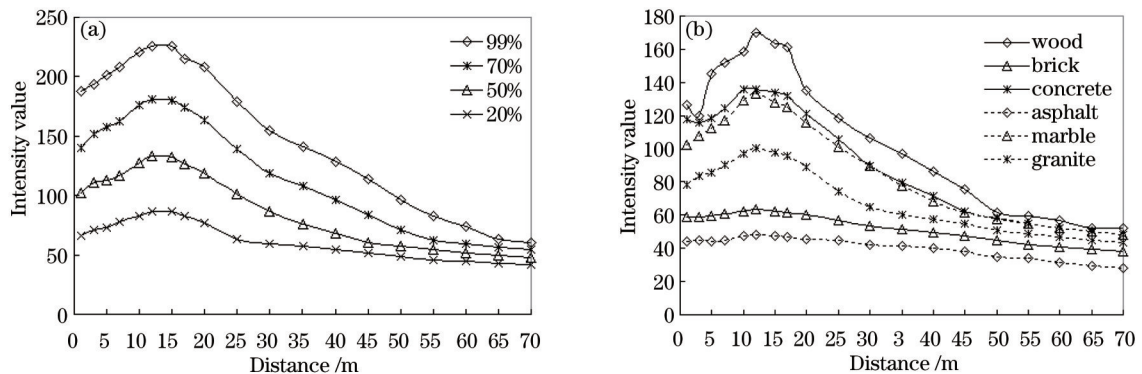 (a)
250
200
150
100
50
0
Intensity value
99%
70%
50%
20%
0 5 10 15 20 25 30 35 40 45 50 55 60 65 70
Distance /m
(b)
180
160
140
120
100
80
60
40
20
0
Intensity value
wood
brick
concrete
asphalt
marble
granite
0 5 10 15 20 25 30 35 40 45 50 55 60 65 70
Distance /m